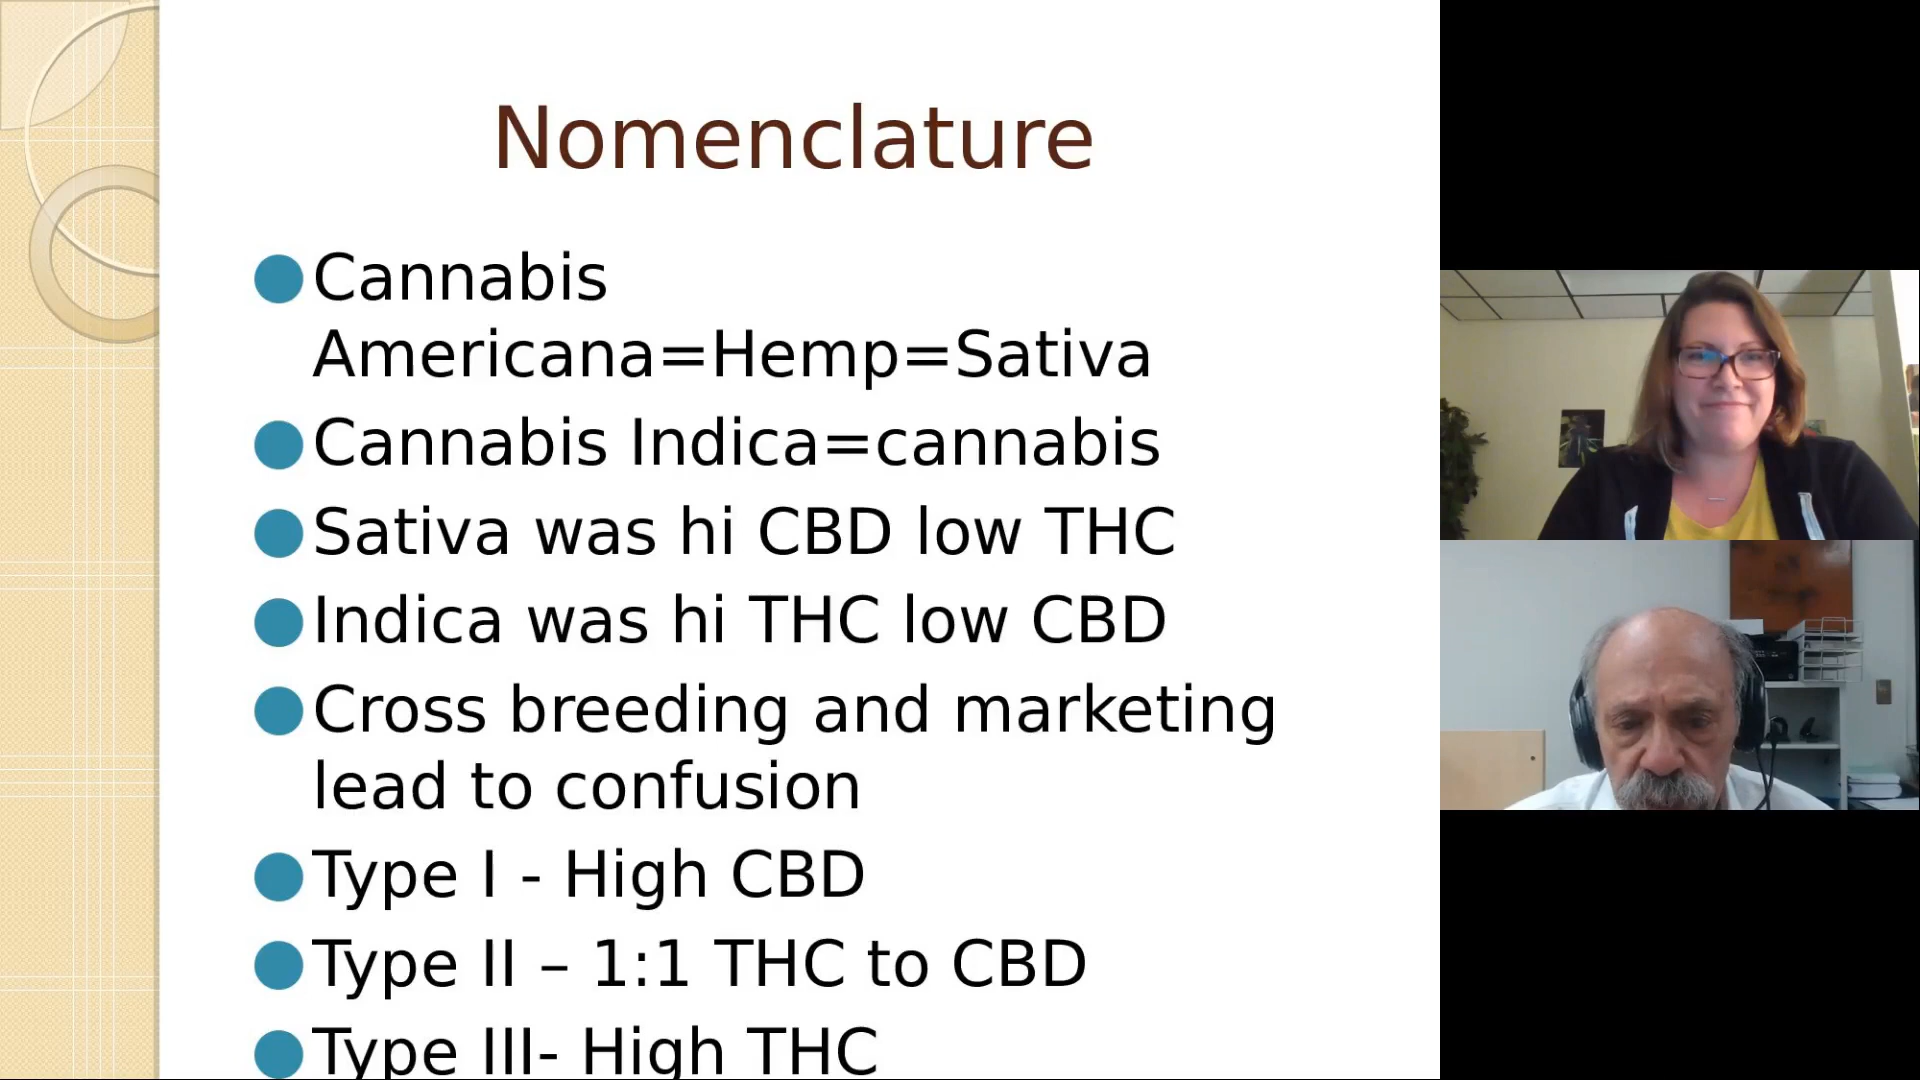 Nomenclature
Cannabis
Americana=Hemp=Sativa
Cannabis Indica=cannabis
Sativa was hi CBD low THC
Indica was hi THC low CBD
Cross breeding and marketing
lead to confusion
Type I - High CBD
Type II – 1:1 THC to CBD
Type III- High THC